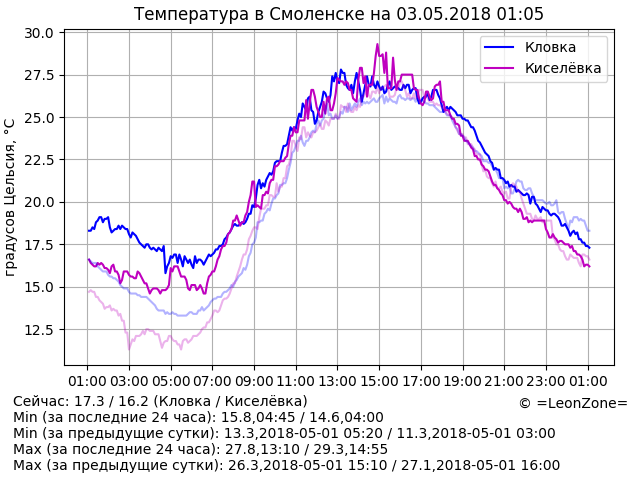 Температура в Смоленске на 03.05.2018 01:05
Кловка
Киселёвка
градусов Цельсия, °C
30.0
27.5
25.0
22.5
20.0
17.5
15.0
12.5
01:00 03:00 05:00 07:00 09:00 11:00 13:00 15:00 17:00 19:00 21:00 23:00 01:00
Сейчас: 17.3 / 16.2 (Кловка / Киселёвка)
© =LeonZone=
Min (за последние 24 часа): 15.8,04:45 / 14.6,04:00
Min (за предыдущие сутки): 13.3,2018-05-01 05:20 / 11.3,2018-05-01 03:00
Max (за последние 24 часа): 27.8,13:10 / 29.3,14:55
Max (за предыдущие сутки): 26.3,2018-05-01 15:10 / 27.1,2018-05-01 16:00